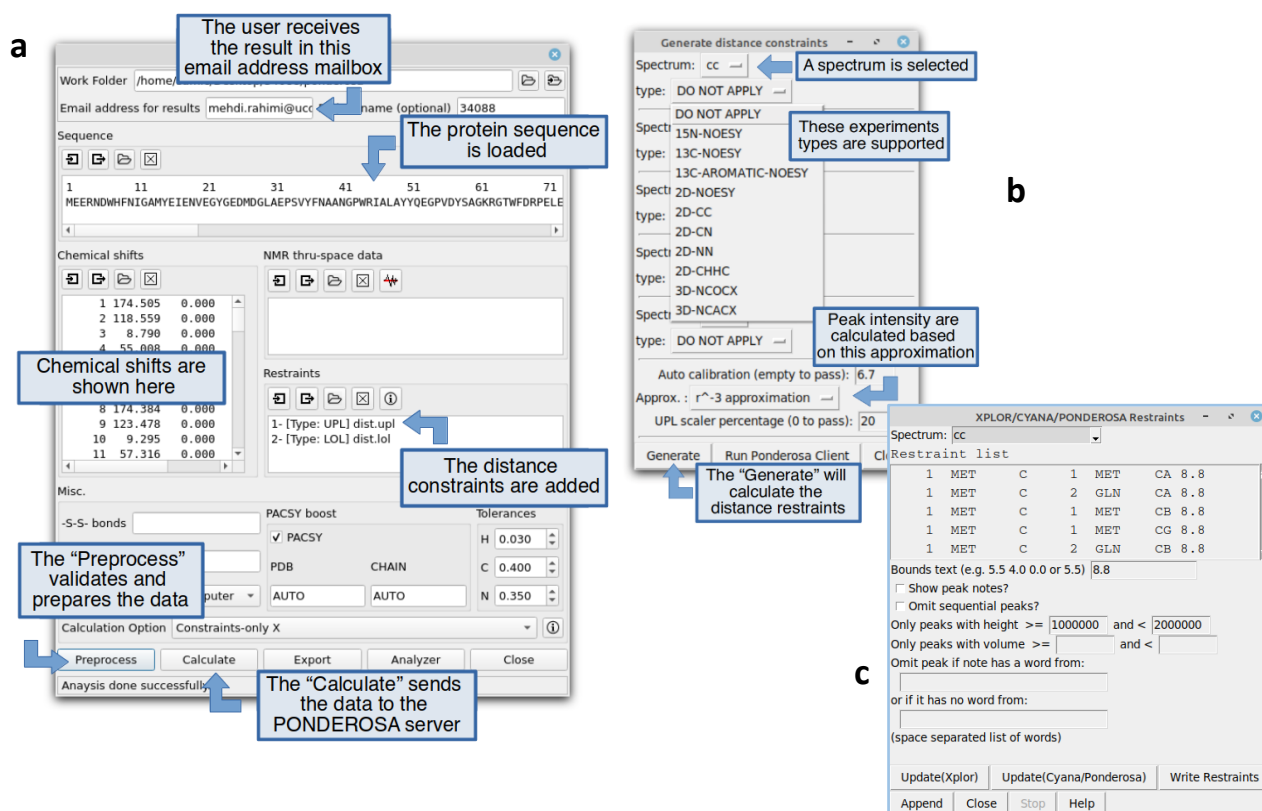 a
The user receives
the result in this
email address mailbox
Work Folder /home/
Email address for results mehdi.rahimi@ucd name (optional) 34088
The protein sequence
is loaded
Sequence
1 11 21 31 41 51 61 71
MEERNDWHFNIGAMYEIENVEGYGEDMDGLAEPSVYFNAANGPWRIALAYYQEGPVDYSAGKRGTWFDRPELE
Chemical shifts
NMR thru-space data
1 174.505 0.000
2 118.559 0.000
3 8.790 0.000
4 55.008 0.000
Chemical shifts are
shown here
8 174.384 0.000
9 123.478 0.000
10 9.295 0.000
11 57.316 0.000
Restraints
1- [Type: UPL] dist.upl
2- [Type: LOL] dist.lol
The distance
constraints are added
Misc.
-S-S- bonds
PACSY boost
PACSY
PDB CHAIN
AUTO AUTO
Tolerances
H 0.030
C 0.400
N 0.350
The “Preprocess”
validates and
prepares the data
puter
Calculation Option Constraints-only X
Preprocess Calculate Export Analyzer Close
Anaysis done successfully
The “Calculate” sends
the data to the
PONDEROSA server
b
Generate distance constraints
Spectrum: cc
A spectrum is selected
type: DO NOT APPLY
DO NOT APPLY
15N-NOESY
13C-NOESY
13C-AROMATIC-NOESY
2D-NOESY
2D-CC
2D-CN
2D-NN
2D-CHHC
3D-NCOCX
3D-NCACX
Spectr
type:
Spectr
type:
Spectr
type:
Spectr
type: DO NOT APPLY
These experiments
types are supported
Peak intensity are
calculated based
on this approximation
Auto calibration (empty to pass): 6.7
Approx. : r^-3 approximation
UPL scaler percentage (0 to pass): 20
Generate Run Ponderosa Client Cl
The “Generate” will
calculate the
distance restraints
c
XPLOR/CYANA/PONDEROSA Restraints
Spectrum: cc
Restraint list
1 MET C 1 MET CA 8.8
1 MET C 2 GLN CA 8.8
1 MET C 1 MET CB 8.8
1 MET C 1 MET CG 8.8
1 MET C 2 GLN CB 8.8
Bounds text (e.g. 5.5 4.0 0.0 or 5.5) 8.8
Show peak notes?
Omit sequential peaks?
Only peaks with height >= 1000000 and < 2000000
Only peaks with volume >= and <
Omit peak if note has a word from:
or if it has no word from:
(space separated list of words)
Update(Xplor) Update(Cyana/Ponderosa) Write Restraints
Append Close Stop Help